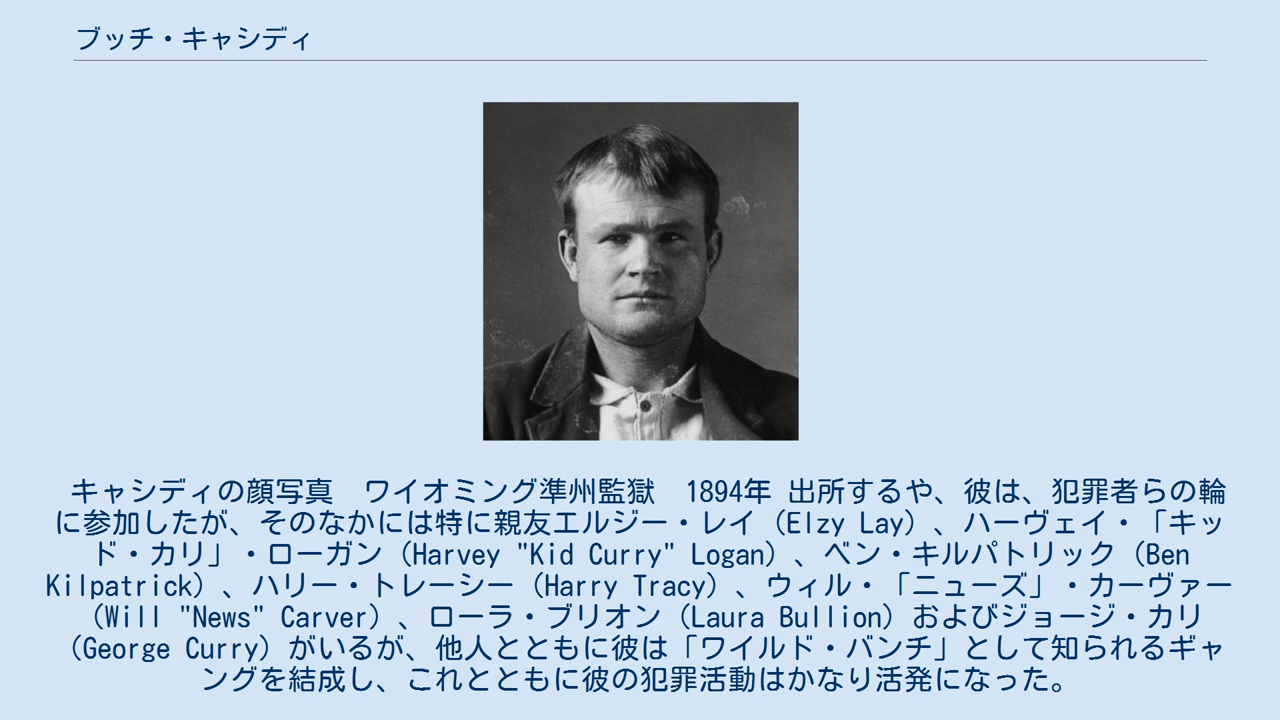 ブッチ・キャシディ
キャシディの顔写真　ワイオミング準州監獄　1894年 出所するや、彼は、犯罪者らの輪
に参加したが、そのなかには特に親友エルジー・レイ（Elzy Lay）、ハーヴェイ・「キッ
ド・カリ」・ローガン（Harvey "Kid Curry" Logan）、ベン・キルパトリック（Ben
Kilpatrick）、ハリー・トレーシー（Harry Tracy）、ウィル・「ニューズ」・カーヴァー
（Will "News" Carver）、ローラ・ブリオン（Laura Bullion）およびジョージ・カリ
（George Curry）がいるが、他人とともに彼は「ワイルド・バンチ」として知られるギャ
ングを結成し、これとともに彼の犯罪活動はかなり活発になった。